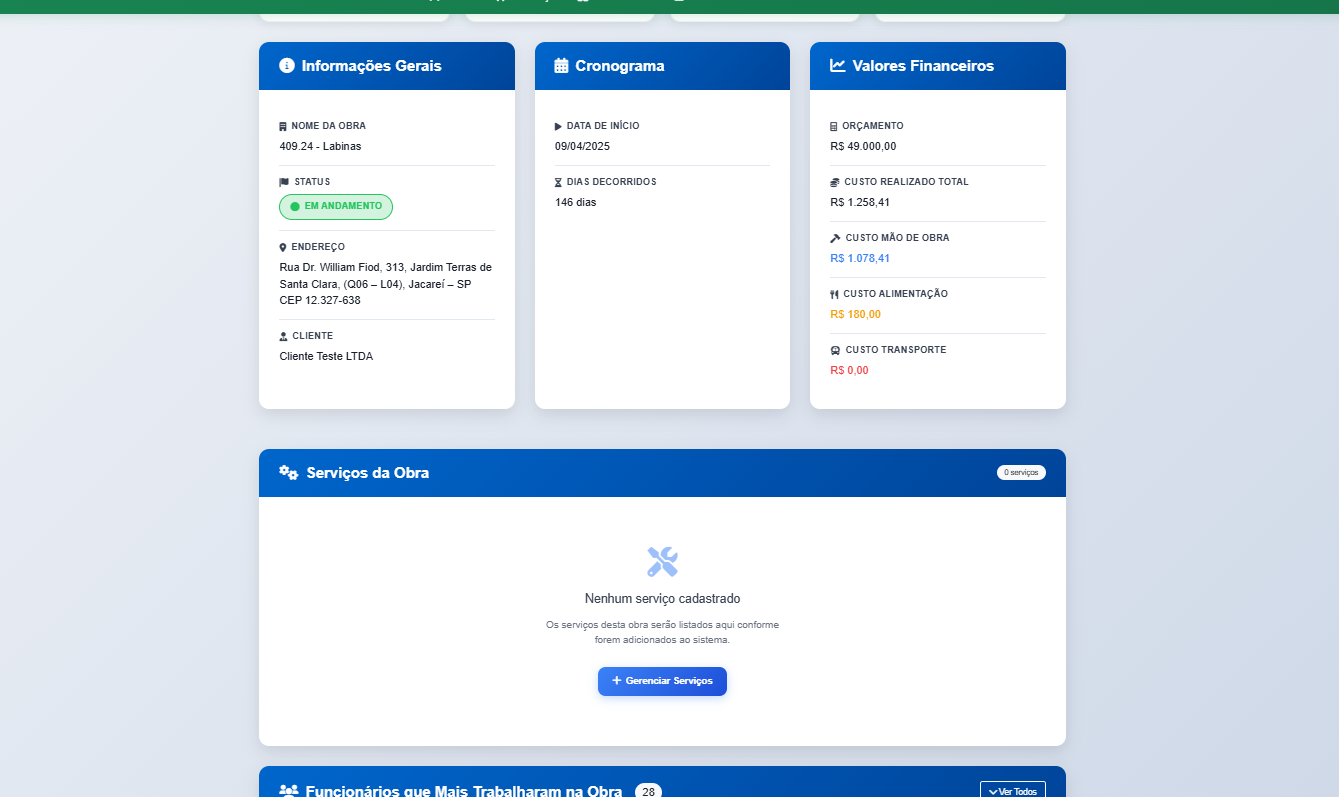 Informações Gerais
NOME DA OBRA
409.24 - Labinas
STATUS
EM ANDAMENTO
ENDEREÇO
Rua Dr. William Fiod, 313, Jardim Terras de
Santa Clara, (Q06 – L04), Jacareí – SP
CEP 12.327-638
CLIENTE
Cliente Teste LTDA
Cronograma
DATA DE INÍCIO
09/04/2025
DIAS DECORRIDOS
146 dias
Valores Financeiros
ORÇAMENTO
R$ 49.000,00
CUSTO REALIZADO TOTAL
R$ 1.258,41
CUSTO MÃO DE OBRA
R$ 1.078,41
CUSTO ALIMENTAÇÃO
R$ 180,00
CUSTO TRANSPORTE
R$ 0,00
Serviços da Obra
0 serviços
Nenhum serviço cadastrado
Os serviços desta obra serão listados aqui conforme
forem adicionados ao sistema.
Gerenciar Serviços
Funcionários que Mais Trabalharam na Obra 28
Ver Todos